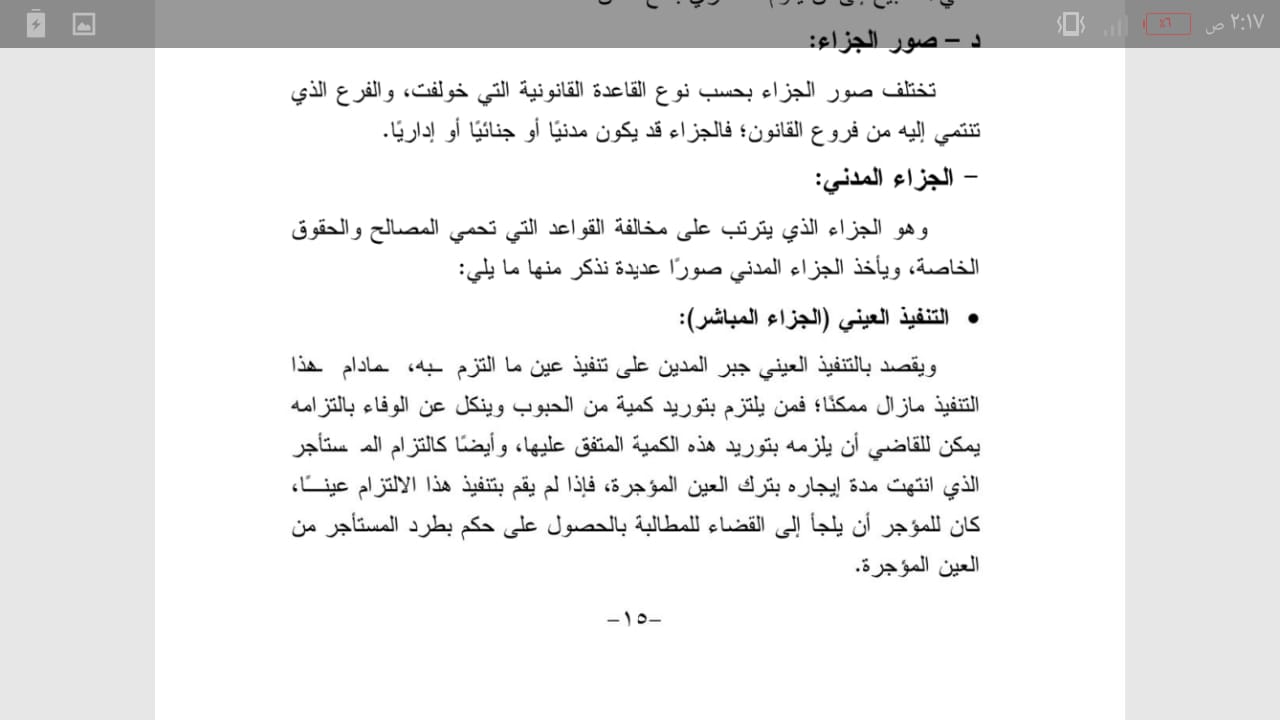 ٢:١٧ ص
٪٦
د – صور الجزاء:
تختلف صور الجزاء بحسب نوع القاعدة القانونية التي خولفت، والفرع الذي
تنتمي إليه من فروع القانون؛ فالجزاء قد يكون مدنيًا أو جنائيًا أو إداريًا.
– الجزاء المدني:
وهو الجزاء الذي يترتب على مخالفة القواعد التي تحمي المصالح والحقوق
الخاصة، ويأخذ الجزاء المدني صورًا عديدة نذكر منها ما يلي:
• التنفيذ العيني (الجزاء المباشر):
ويقصد بالتنفيذ العيني جبر المدين على تنفيذ عين ما التزم به، مادام هذا
التنفيذ مازال ممكنًا؛ فمن يلتزم بتوريد كمية من الحبوب وينكل عن الوفاء بالتزامه
يمكن للقاضي أن يلزمه بتوريد هذه الكمية المتفق عليها، وأيضًا كالتزام المستأجر
الذي انتهت مدة إيجاره بترك العين المؤجرة، فإذا لم يقم بتنفيذ هذا الالتزام عينـــًا،
كان للمؤجر أن يلجأ إلى القضاء للمطالبة بالحصول على حكم بطرد المستأجر من
العين المؤجرة.
–١٥–